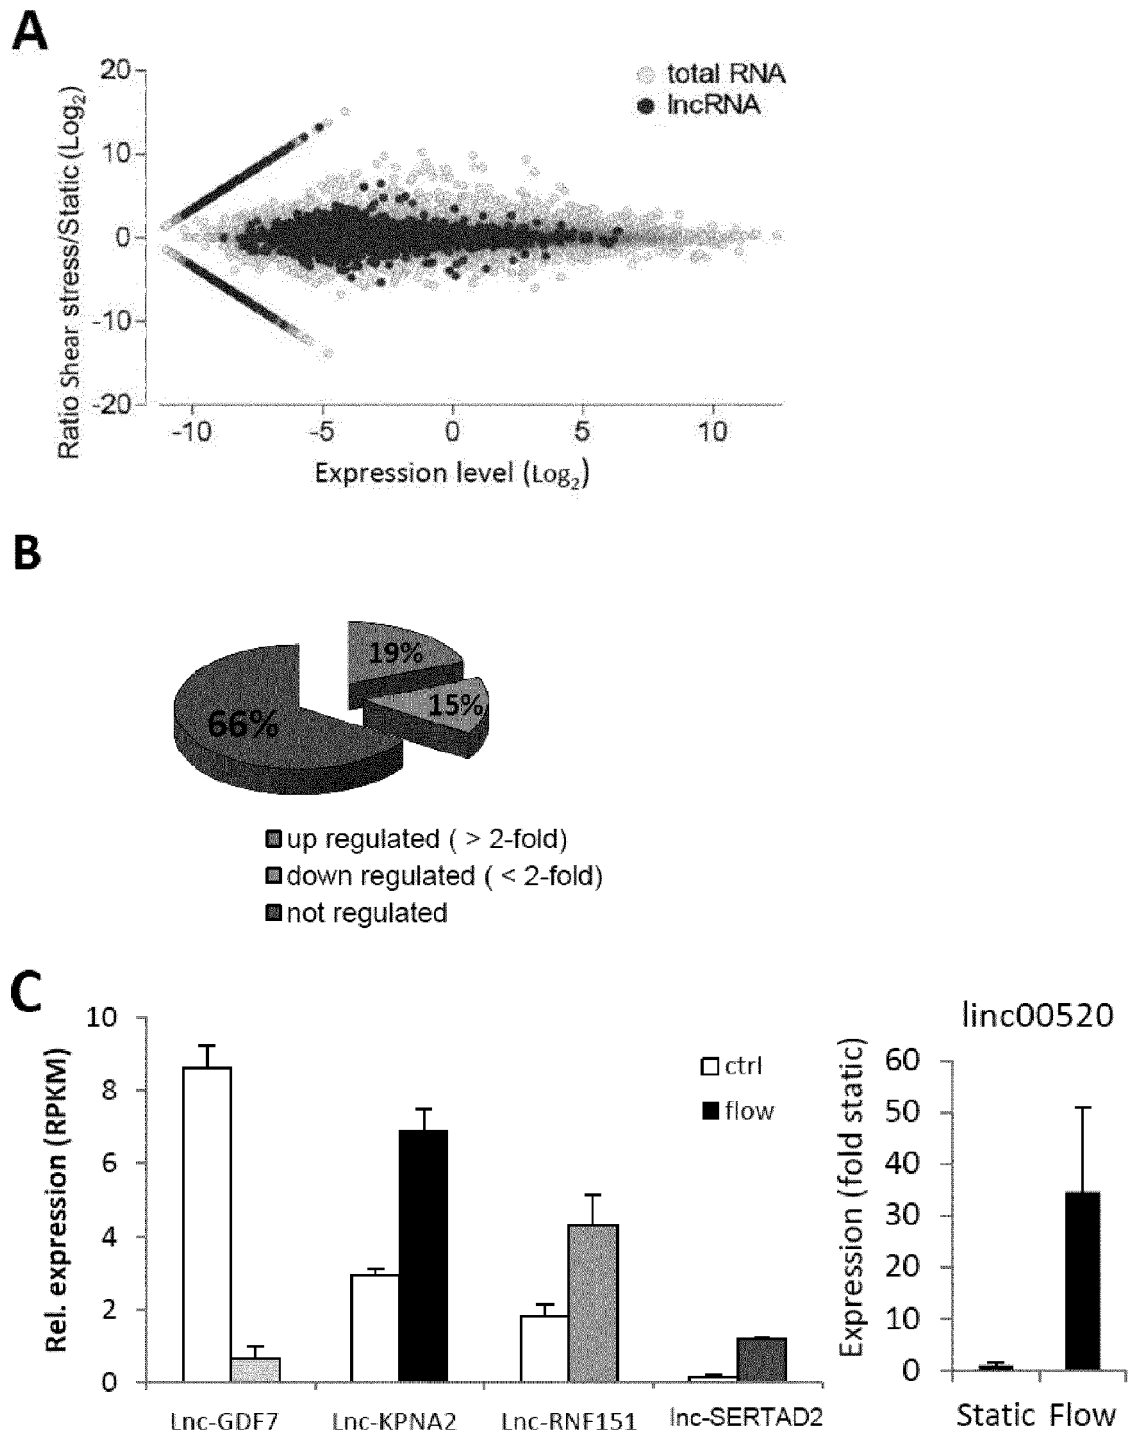 A
Ratio Shear stress/Static (Log2)
20
10
0
-10
-20
total RNA
lncRNA
-10 -5 0 5 10
Expression level (Log2)
B
19%
15%
66%
up regulated ( > 2-fold)
down regulated ( < 2-fold)
not regulated
C
Rel. expression (RPKM)
10
8
6
4
2
0
ctrl
flow
Lnc-GDF7 Lnc-KPNA2 Lnc-RNF151 lnc-SERTAD2
linc00520
Expression (fold static)
60
50
40
30
20
10
0
Static Flow